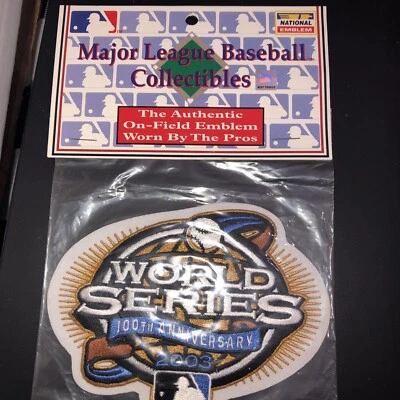 NATIONAL
EMBLEM
Major League Baseball
Collectibles
The Authentic
On-Field Emblem
Worn By The Pros
WORLD
SERIES
100TH ANNIVERSARY
2003